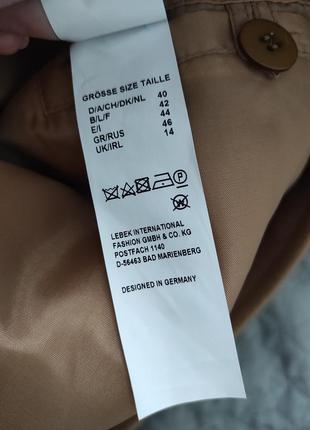 GRÖSSE SIZE TAILLE
D/A/CH/DK/NL 40
B/L/F 42
E/I 44
GR/RUS 46
UK/IRL 14
P
W
LEBEK INTERNATIONAL
FASHION GMBH & CO. KG
POSTFACH 1140
D-56463 BAD MARIENBERG
DESIGNED IN GERMANY